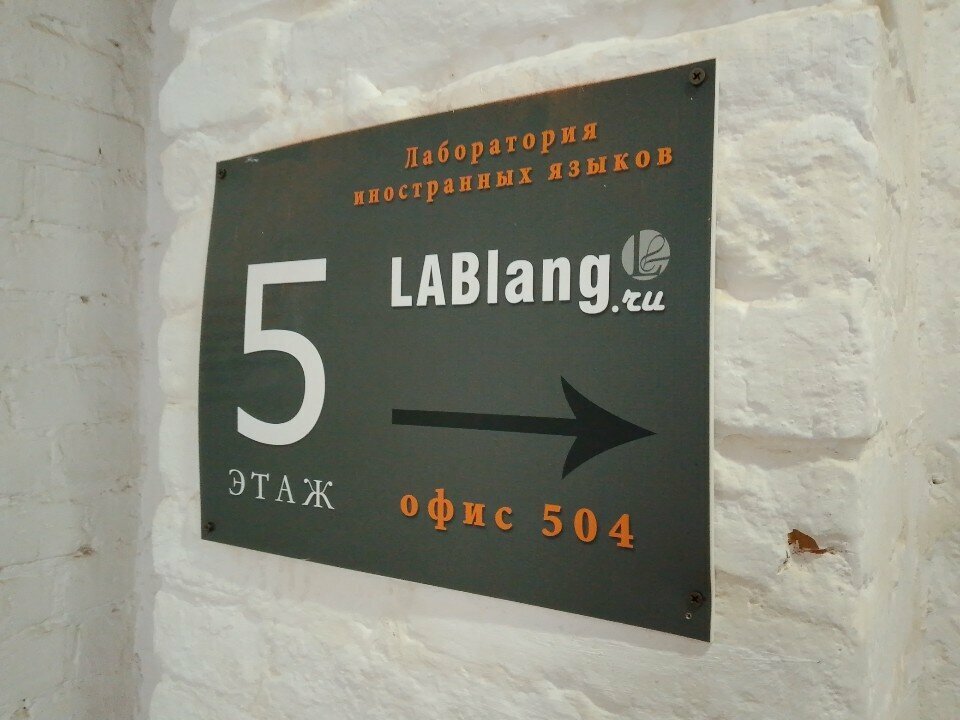 Лаборатория
иностранных языков
LABlang.ru
5
ЭТАЖ
офис 504